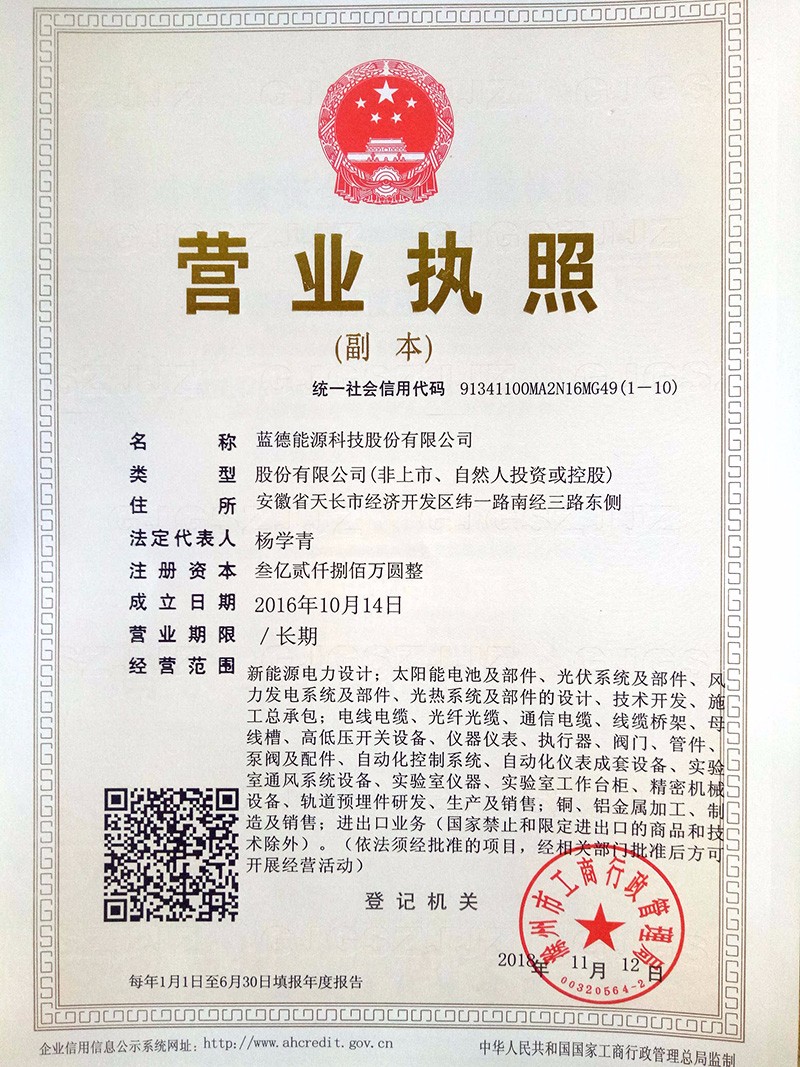 营业执照
(副 本)
统一社会信用代码 91341100MA2N16MG49(1-10)
名称 蓝德能源科技股份有限公司
类型 股份有限公司(非上市、自然人投资或控股)
住所 安徽省天长市经济开发区纬一路南经三路东侧
法定代表人 杨学青
注册资本 叁亿贰仟捌佰万圆整
成立日期 2016年10月14日
营业期限 /长期
经营范围 新能源电力设计；太阳能电池及部件、光伏系统及部件、风
力发电系统及部件、光热系统及部件的设计、技术开发、施
工总承包；电线电缆、光纤光缆、通信电缆、线缆桥架、母
线槽、高低压开关设备、仪器仪表、执行器、阀门、管件、
泵阀及配件、自动化控制系统、自动化仪表成套设备、实验
室通风系统设备、实验室仪器、实验室工作台柜、精密机械
设备、轨道预埋件研发、生产及销售；铜、铝金属加工、制
造及销售；进出口业务（国家禁止和限定进出口的商品和技
术除外）。（依法须经批准的项目，经相关部门批准后方可
开展经营活动）
登记机关
滁州市工商行政管理局
00320564-2
2018年 11月 12日
每年1月1日至6月30日填报年度报告
企业信用信息公示系统网址：http://www.ahcredit.gov.cn
中华人民共和国国家工商行政管理总局监制